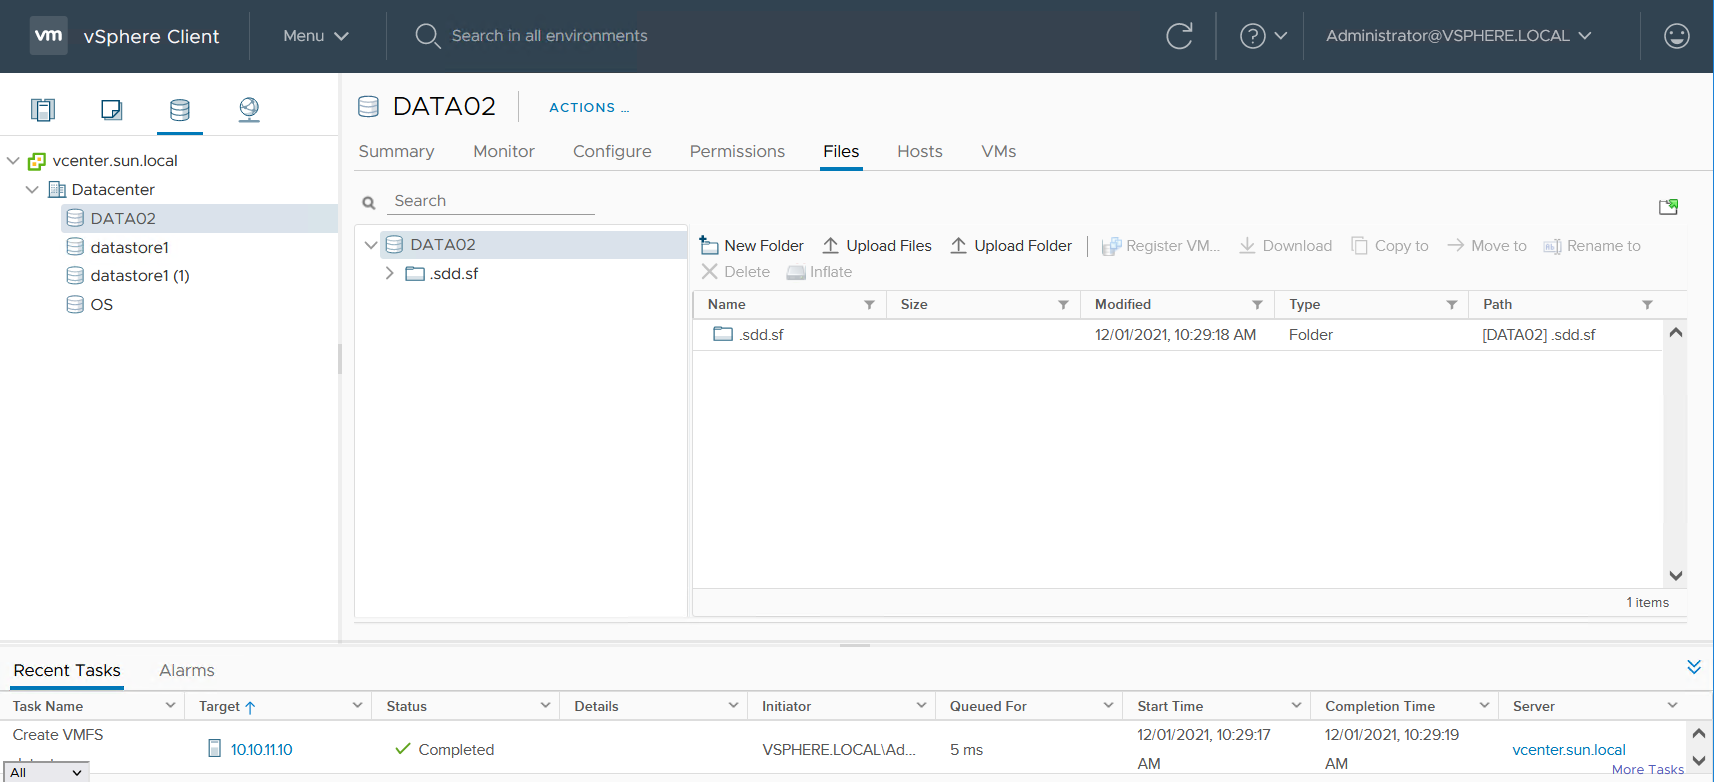 vm vSphere Client Menu Search in all environments Administrator@VSPHERE.LOCAL
DATA02 ACTIONS ...
Summary Monitor Configure Permissions Files Hosts VMs
vcenter.sun.local
Datacenter
DATA02
datastore1
datastore1 (1)
OS
Search
DATA02
.sdd.sf
New Folder Upload Files Upload Folder Register VM... Download Copy to Move to Rename to
Delete Inflate
Name Size Modified Type Path
.sdd.sf 12/01/2021, 10:29:18 AM Folder [DATA02] .sdd.sf
1 items
Recent Tasks Alarms
Task Name Target Status Details Initiator Queued For Start Time Completion Time Server
Create VMFS 10.10.11.10 Completed VSPHERE.LOCAL\Ad... 5 ms 12/01/2021, 10:29:17 AM 12/01/2021, 10:29:19 AM vcenter.sun.local
All More Tasks